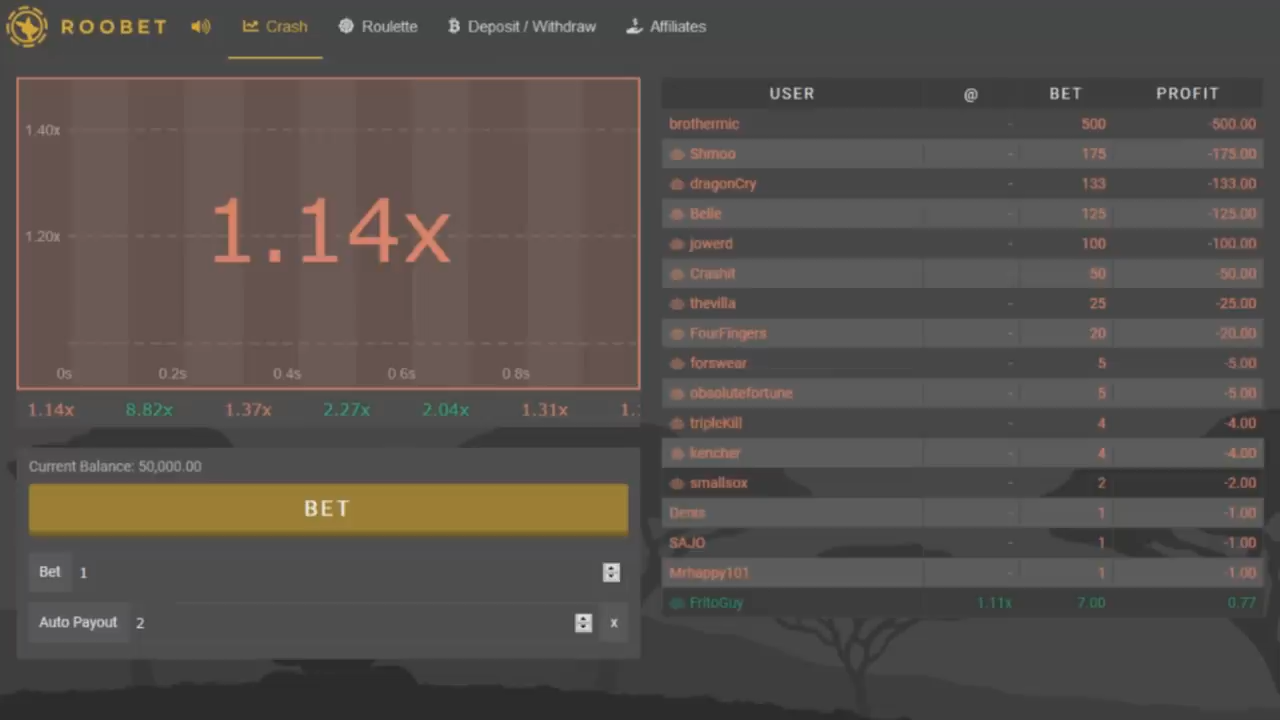 ROOBET Crash Roulette Deposit / Withdraw Affiliates
1.40x
1.20x
1.14x
0s 0.2s 0.4s 0.6s 0.8s
1.14x 8.82x 1.37x 2.27x 2.04x 1.31x
Current Balance: 50,000.00
BET
Bet 1
Auto Payout 2 x
USER @ BET PROFIT
brothermic - 500 -500.00
Shmoo - 175 -175.00
dragonCry - 133 -133.00
Belle - 125 -125.00
jowerd - 100 -100.00
Crashit - 50 -50.00
thevilla - 25 -25.00
FourFingers - 20 -20.00
forswear - 5 -5.00
obsolutefortune - 5 -5.00
tripleKill - 4 -4.00
kencher - 4 -4.00
smallsox - 2 -2.00
- 1 -1.00
SAJO - 1 -1.00
Mrhappy101 - 1 -1.00
FritoGuy 1.11x 7.00 0.77